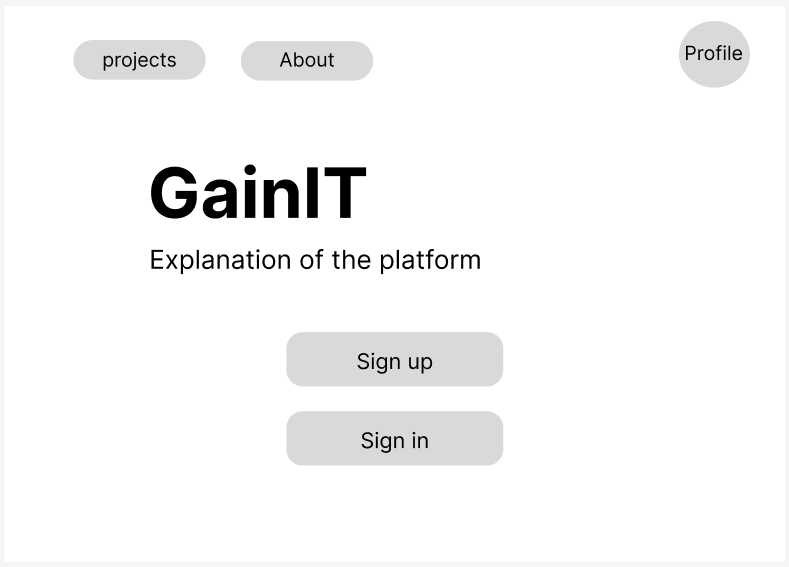 projects
About
Profile
GainIT
Explanation of the platform
Sign up
Sign in